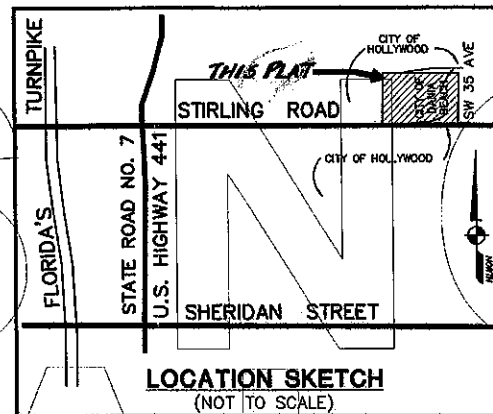 CITY OF
HOLLYWOOD
THIS PLAT
TURNPIKE
STIRLING ROAD
CITY OF
DANIA
BEACH
SW 35 AVE
CITY OF HOLLYWOOD
FLORIDA'S
STATE ROAD NO. 7
U.S. HIGHWAY 441
SHERIDAN STREET
LOCATION SKETCH
(NOT TO SCALE)